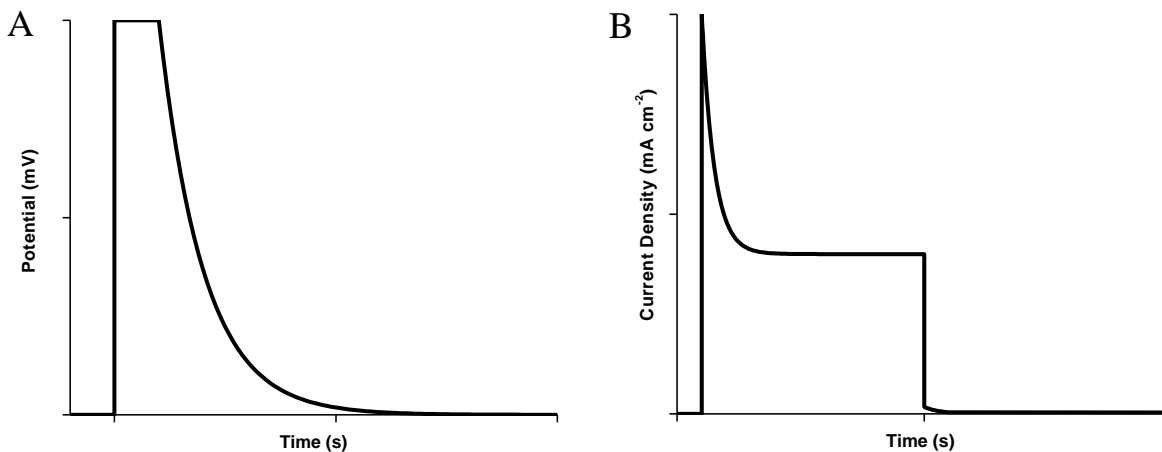 A
Potential (mV)
Time (s)
B
Current Density (mA cm⁻²)
Time (s)